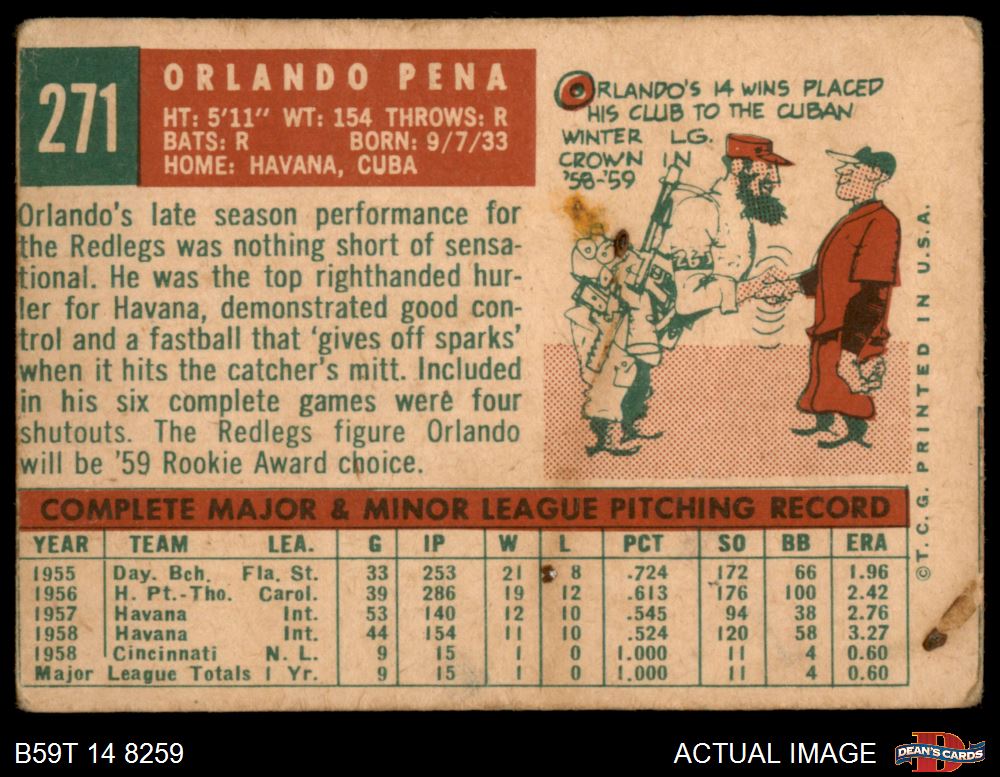 271
ORLANDO PENA
HT: 5'11" WT: 154 THROWS: R
BATS: R BORN: 9/7/33
HOME: HAVANA, CUBA
ORLANDO'S 14 WINS PLACED
HIS CLUB TO THE CUBAN
WINTER LG.
CROWN IN
'58-'59
Orlando's late season performance for
the Redlegs was nothing short of sensa-
tional. He was the top righthanded hur-
ler for Havana, demonstrated good con-
trol and a fastball that 'gives off sparks'
when it hits the catcher's mitt. Included
in his six complete games were four
shutouts. The Redlegs figure Orlando
will be '59 Rookie Award choice.
COMPLETE MAJOR & MINOR LEAGUE PITCHING RECORD
YEAR TEAM LEA. G IP W L PCT SO BB ERA
1955 Day. Bch. Fla. St. 33 253 21 8 .724 172 66 1.96
1956 H. Pt.-Tho. Carol. 39 286 19 12 .613 176 100 2.42
1957 Havana Int. 53 140 12 10 .545 94 38 2.76
1958 Havana Int. 44 154 11 10 .524 120 58 3.27
1958 Cincinnati N. L. 9 15 1 0 1.000 11 4 0.60
Major League Totals 1 Yr. 9 15 1 0 1.000 11 4 0.60
©T. C. G. PRINTED IN U.S.A.
B59T 14 8259
ACTUAL IMAGE
DEAN'S CARDS